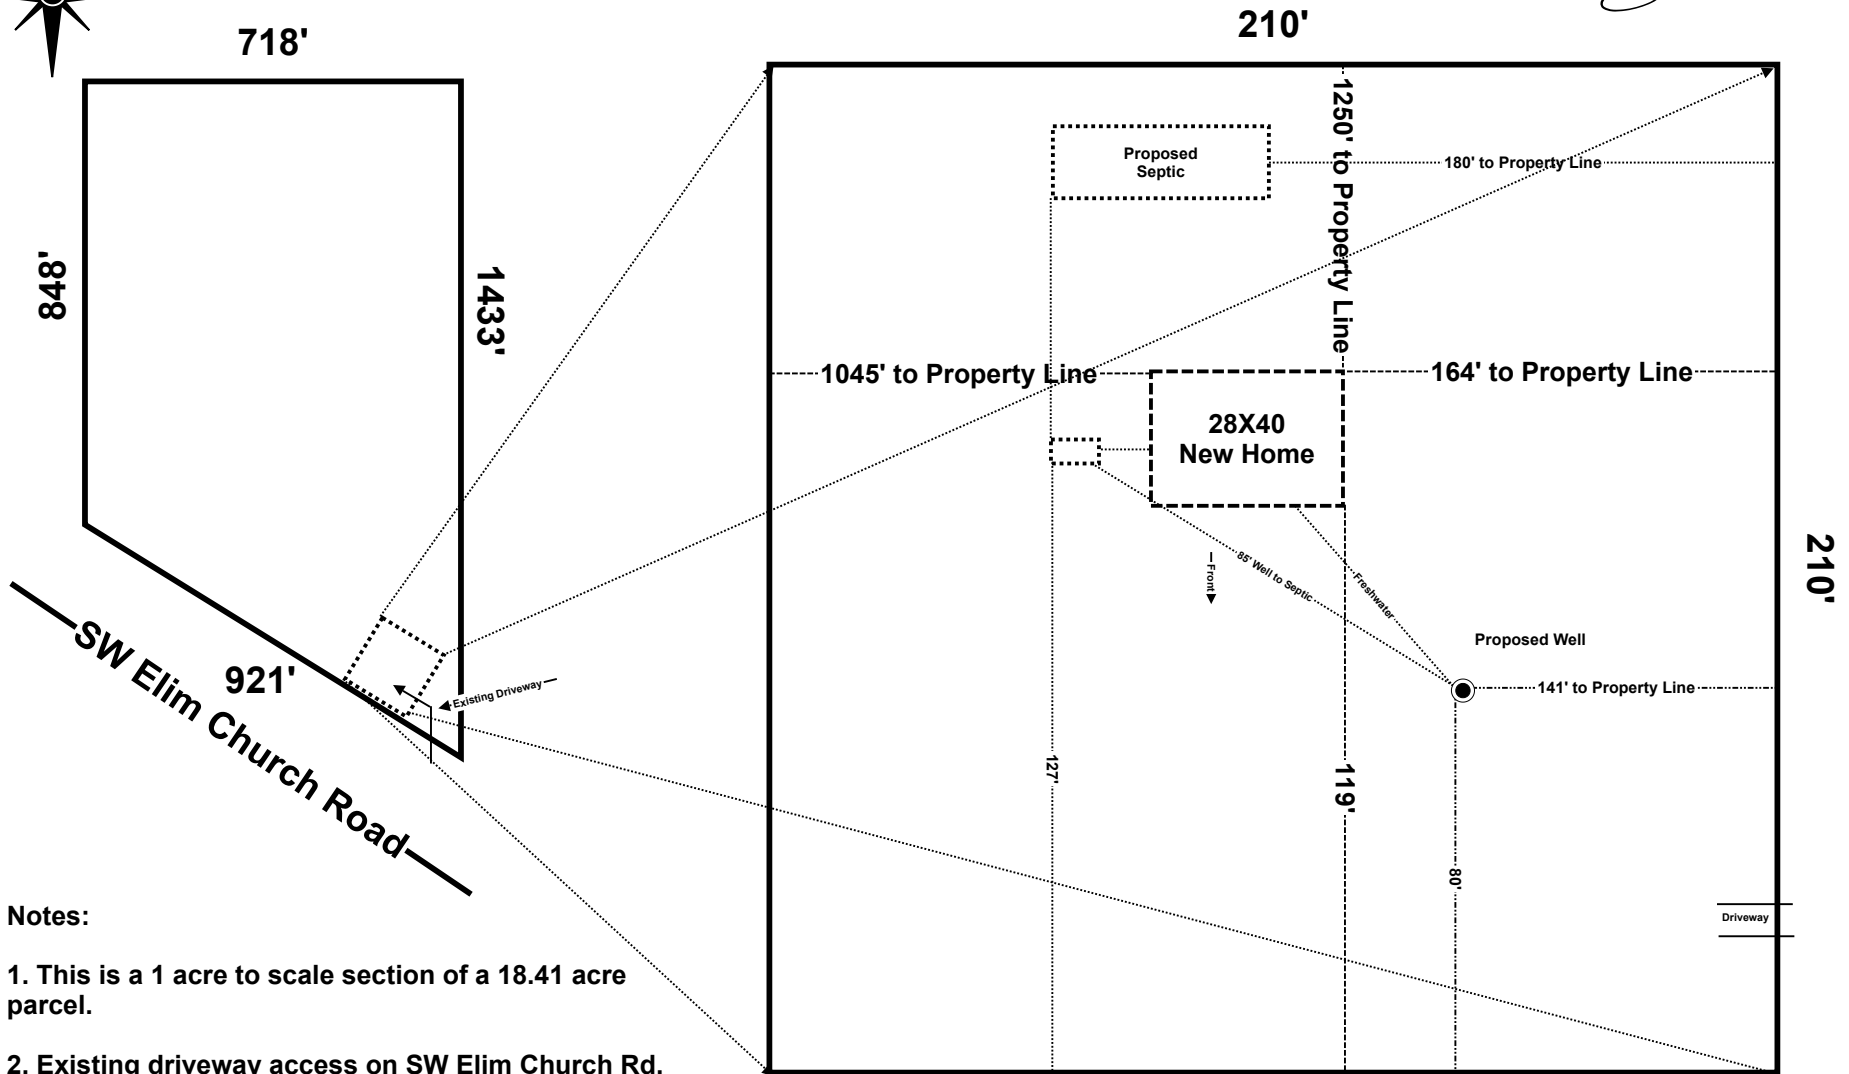 718'
210'
848'
1433'
921'
SW Elim Church Road
Existing Driveway
Proposed
Septic
1250' to Property Line
180' to Property Line
1045' to Property Line
164' to Property Line
28X40
New Home
85' Well to Septic
Front
Freshwater
Proposed Well
141' to Property Line
210'
127'
119'
80'
Driveway
Notes:
1. This is a 1 acre to scale section of a 18.41 acre
parcel.
2. Existing driveway access on SW Elim Church Rd.